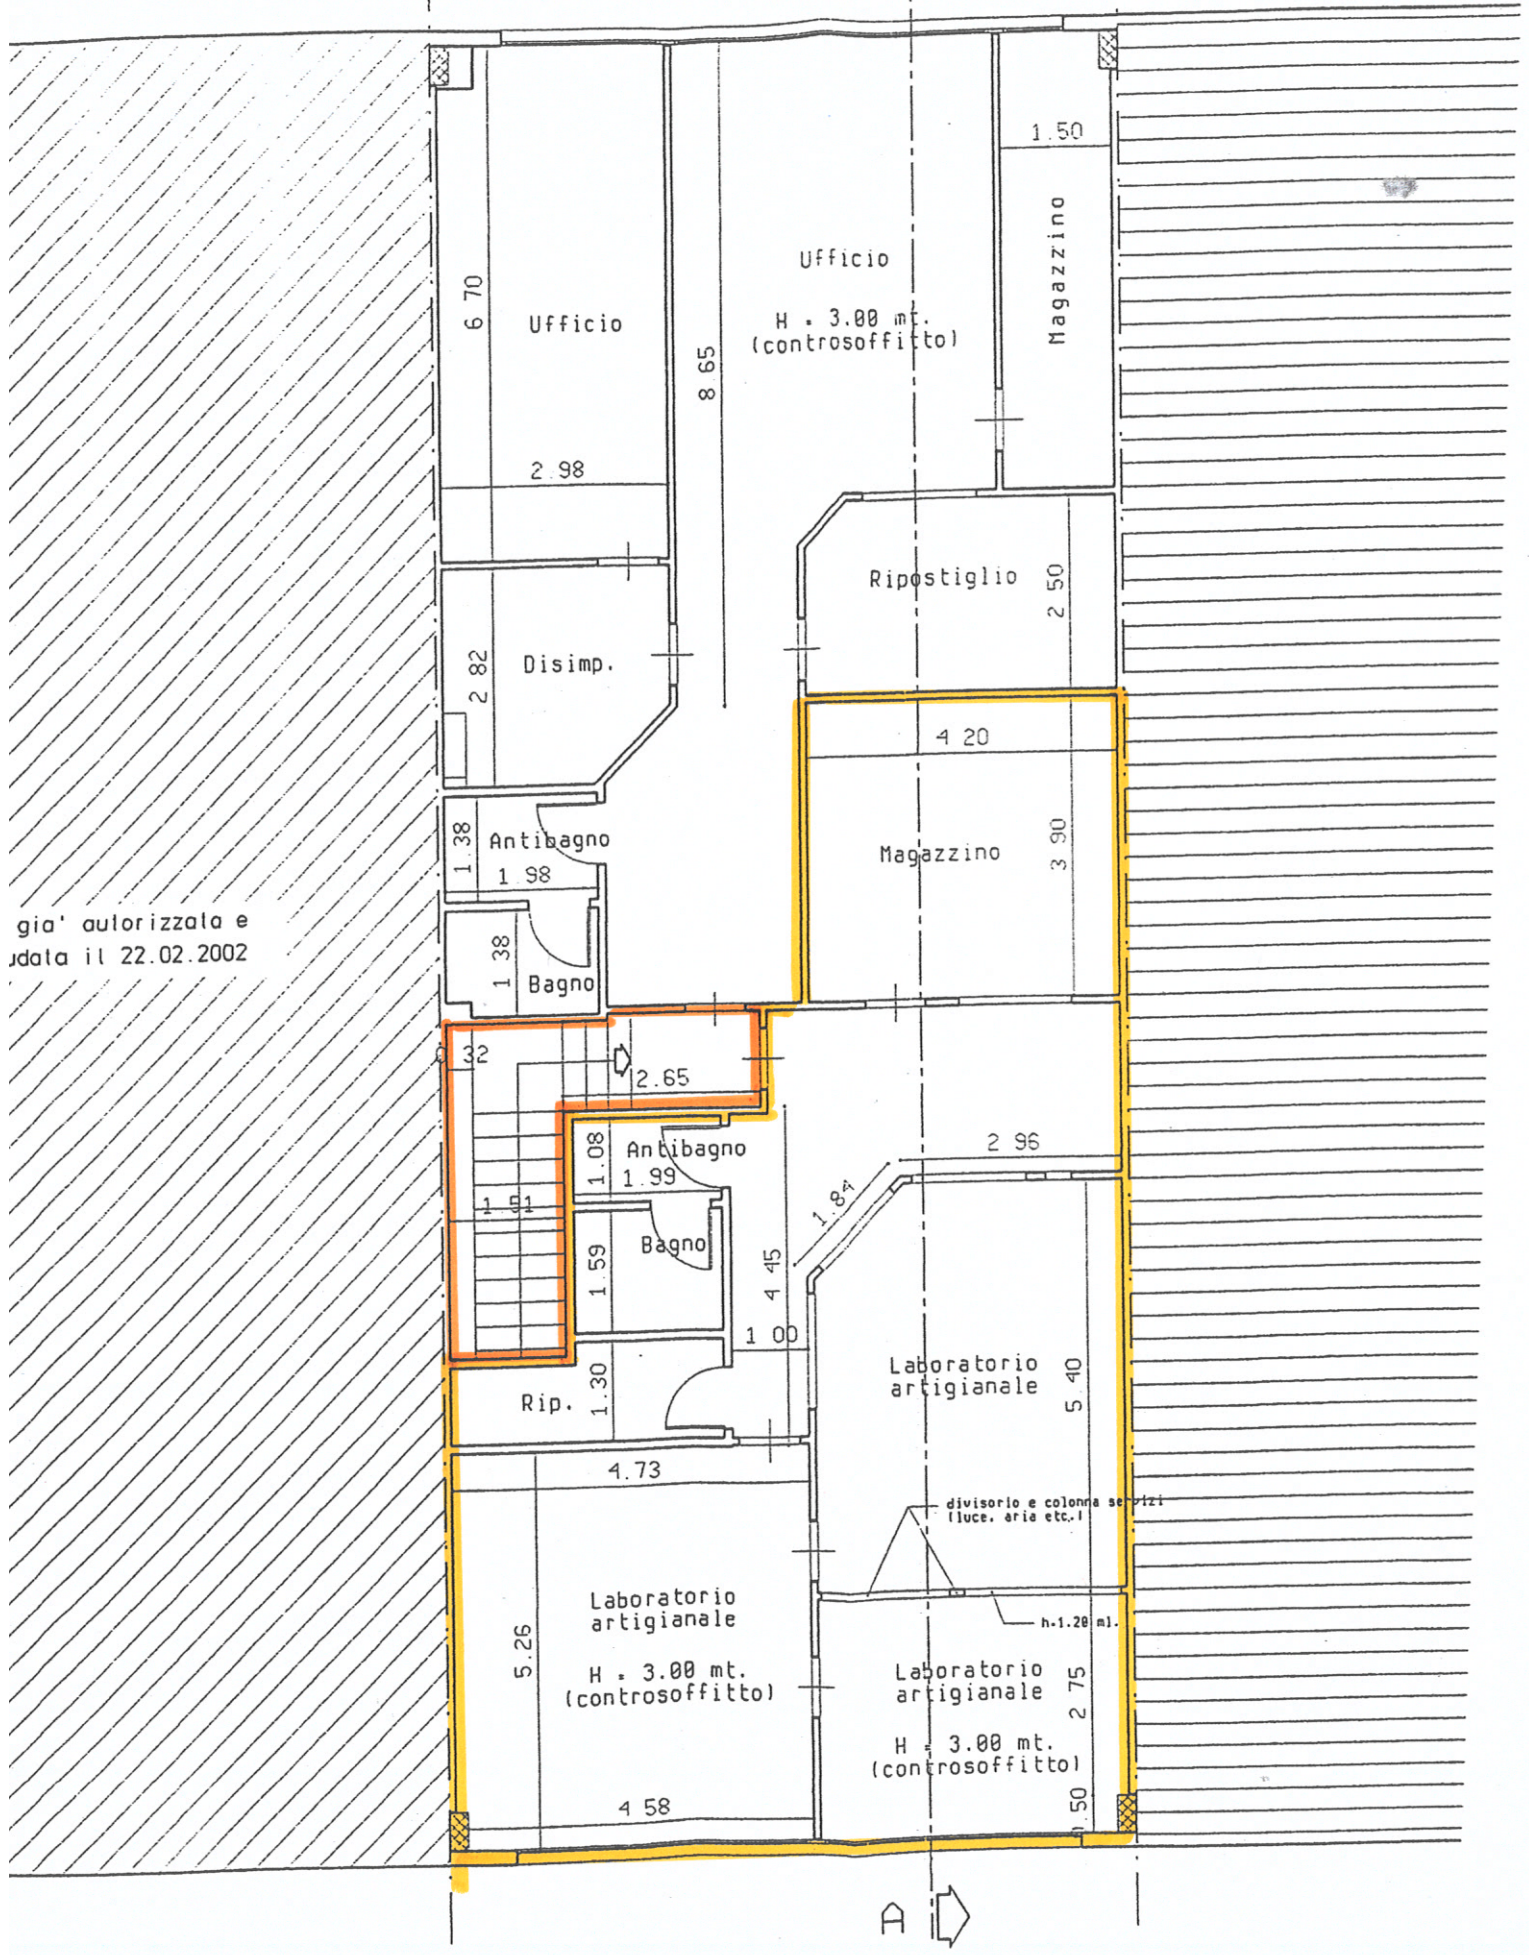 1.50
Magazzino
Ufficio
H = 3.00 mt.
(controsoffitto)
6 70
Ufficio
8 65
2.98
Ripostiglio
2 50
Disimp.
2 82
4 20
Antibagno
1.38
1 98
Magazzino
3 90
gia' autorizzata e
udata il 22.02.2002
1 38
Bagno
0 32
2.65
Antibagno
1.08
1.99
2 96
1.84
1 51
Bagno
1.59
4 45
1 00
Laboratorio
artigianale
5 40
Rip.
1.30
4.73
divisorio e colonna servizi
(luce, aria etc.)
Laboratorio
artigianale
5.26
H = 3.00 mt.
(controsoffitto)
h=1.20 ml.
Laboratorio
artigianale
2 75
H = 3.00 mt.
(controsoffitto)
.50
4 58
A